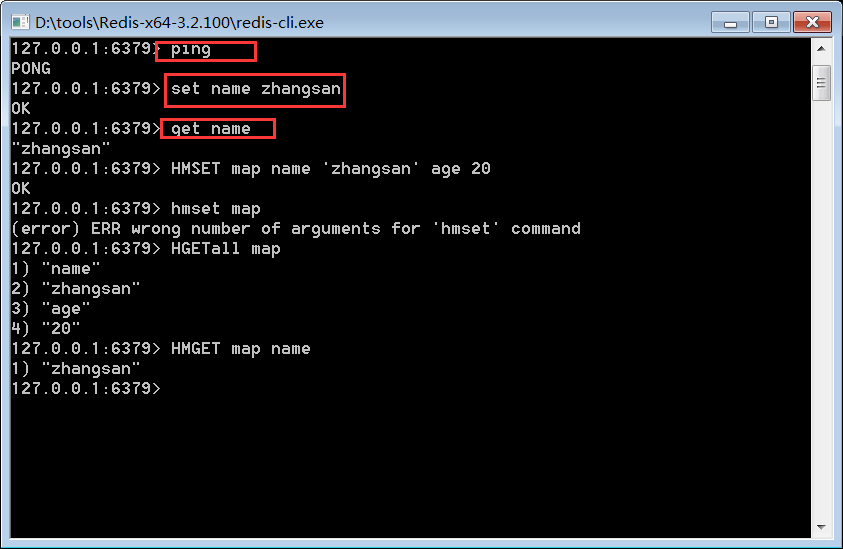 D:\tools\Redis-x64-3.2.100\redis-cli.exe
127.0.0.1:6379> ping
PONG
127.0.0.1:6379> set name zhangsan
OK
127.0.0.1:6379> get name
"zhangsan"
127.0.0.1:6379> HMSET map name 'zhangsan' age 20
OK
127.0.0.1:6379> hmset map
(error) ERR wrong number of arguments for 'hmset' command
127.0.0.1:6379> HGETall map
1) "name"
2) "zhangsan"
3) "age"
4) "20"
127.0.0.1:6379> HMGET map name
1) "zhangsan"
127.0.0.1:6379>